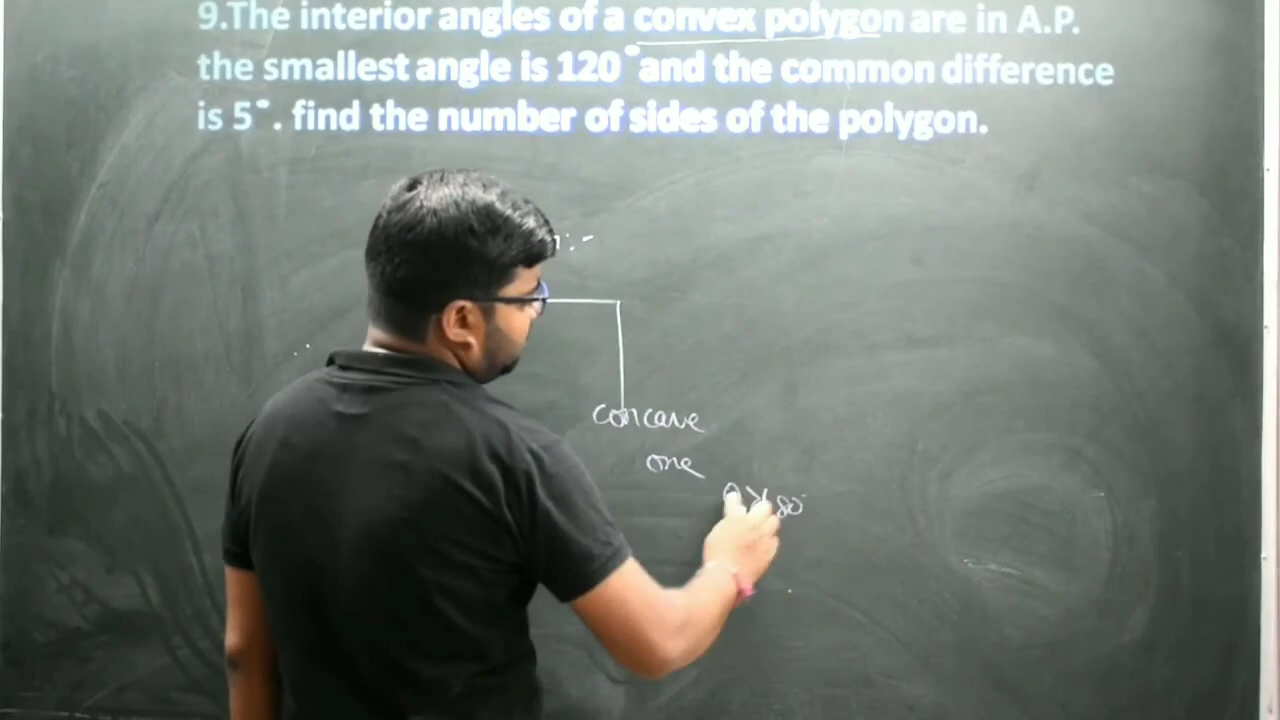 9.The interior angles of a convex polygon are in A.P.
the smallest angle is 120° and the common difference
is 5°. find the number of sides of the polygon.
:-
concave
one